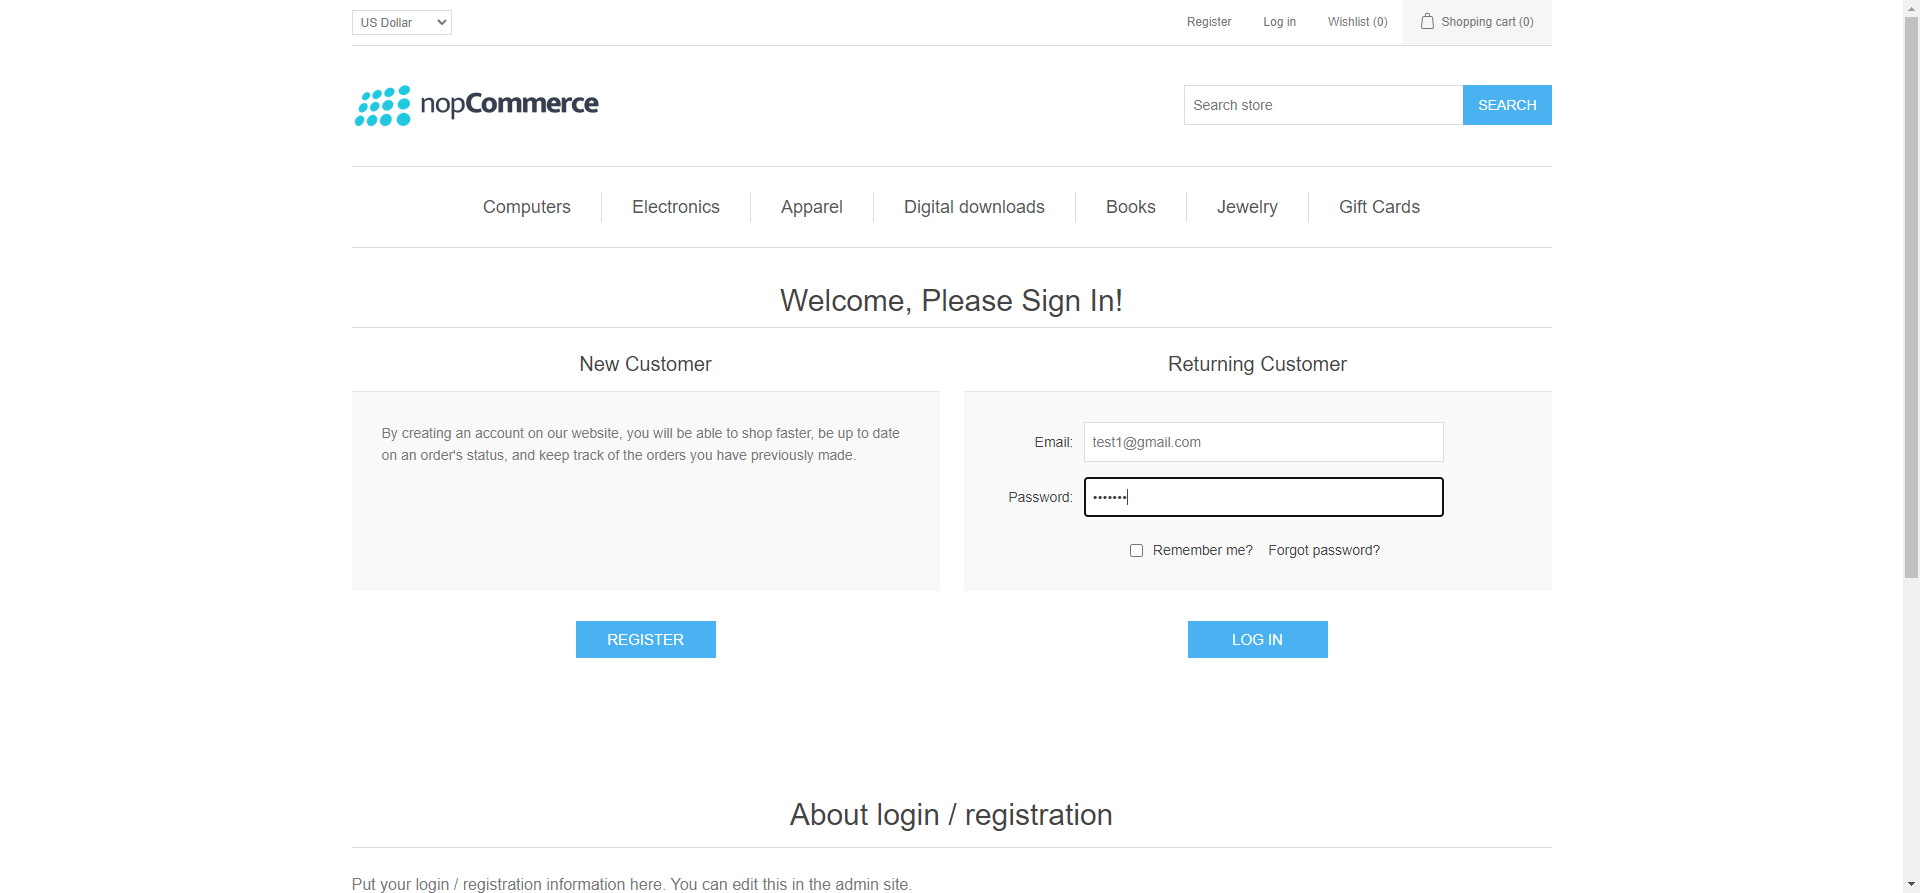 US Dollar
Register
Log in
Wishlist (0)
Shopping cart (0)
nopCommerce
Search store
SEARCH
Computers
Electronics
Apparel
Digital downloads
Books
Jewelry
Gift Cards
Welcome, Please Sign In!
New Customer
By creating an account on our website, you will be able to shop faster, be up to date
on an order's status, and keep track of the orders you have previously made.
REGISTER
Returning Customer
Email:
test1@gmail.com
Password:
•••••••
Remember me?
Forgot password?
LOG IN
About login / registration
Put your login / registration information here. You can edit this in the admin site.